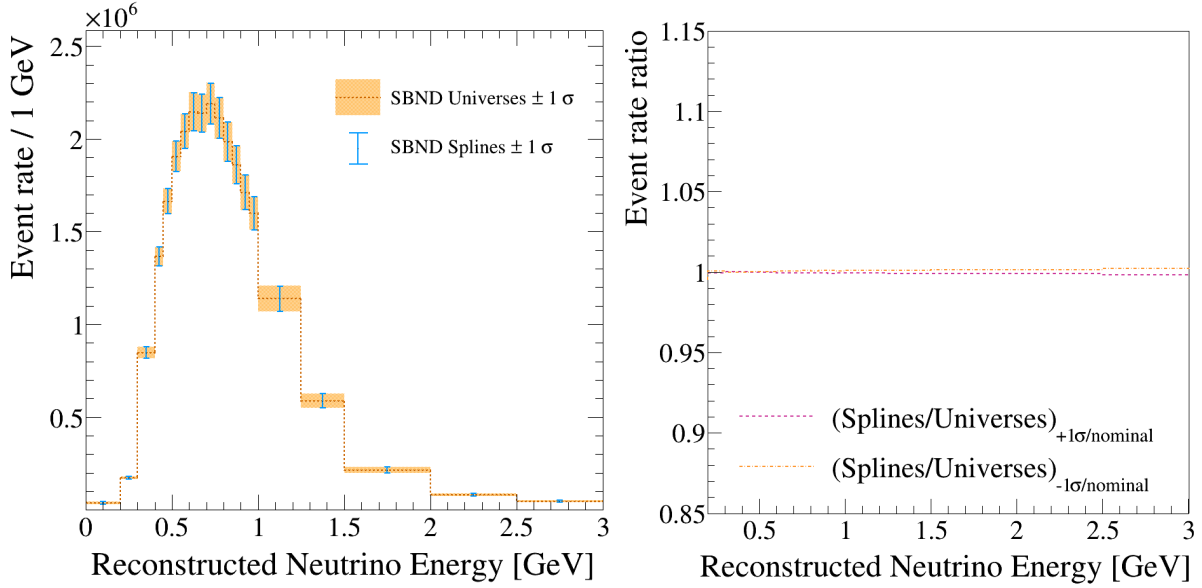 ×10⁶
Event rate / 1 GeV
2.5
2
1.5
1
0.5
0 0.5 1 1.5 2 2.5 3
Reconstructed Neutrino Energy [GeV]
SBND Universes ± 1 σ
SBND Splines ± 1 σ
Event rate ratio
1.15
1.1
1.05
1
0.95
0.9
0.85
0.5 1 1.5 2 2.5 3
Reconstructed Neutrino Energy [GeV]
(Splines/Universes)+1σ/nominal
(Splines/Universes)-1σ/nominal